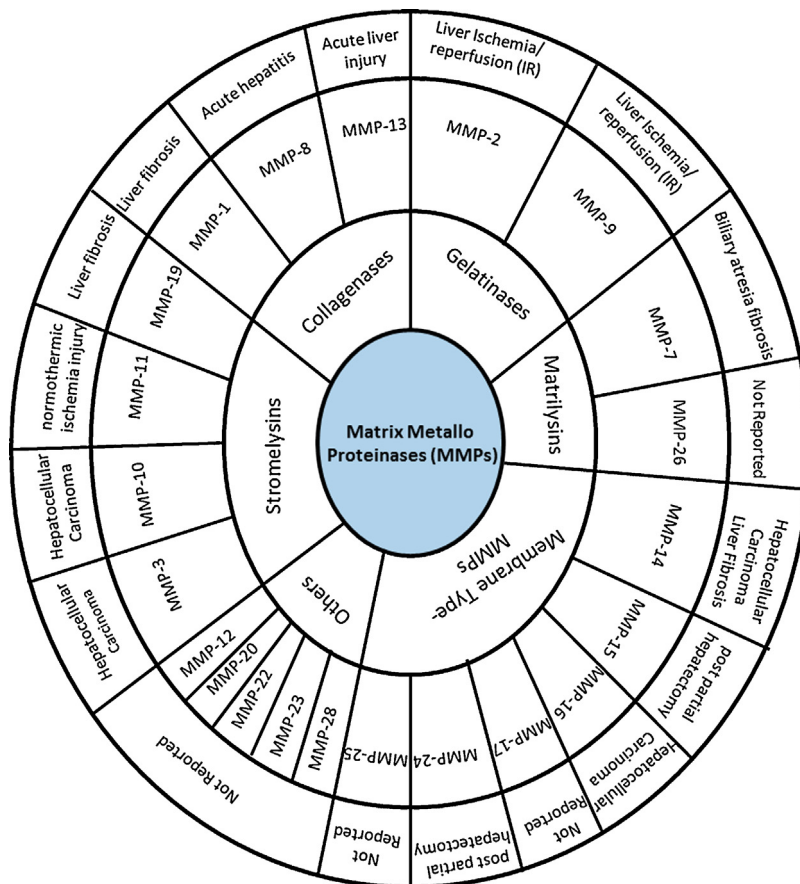 Matrix Metallo
Proteinases (MMPs)
Gelatinases
Matrilysins
Membrane Type-
MMPs
Others
Stromelysins
Collagenases
MMP-2
MMP-9
MMP-7
MMP-26
MMP-14
MMP-15
MMP-16
MMP-17
MMP-24
MMP-25
MMP-28
MMP-23
MMP-22
MMP-20
MMP-12
MMP-3
MMP-10
MMP-11
MMP-19
MMP-1
MMP-8
MMP-13
Liver Ischemia/
reperfusion (IR)
Liver Ischemia/
reperfusion (IR)
Biliary atresia fibrosis
Not Reported
Hepatocellular
Carcinoma
Liver Fibrosis
post partial
hepatectomy
Hepatocellular
Carcinoma
Not
Reported
post partial
hepatectomy
Not
Reported
Not Reported
Hepatocellular
Carcinoma
Hepatocellular
Carcinoma
normothermic
ischemia injury
Liver fibrosis
Liver fibrosis
Acute hepatitis
Acute liver
injury